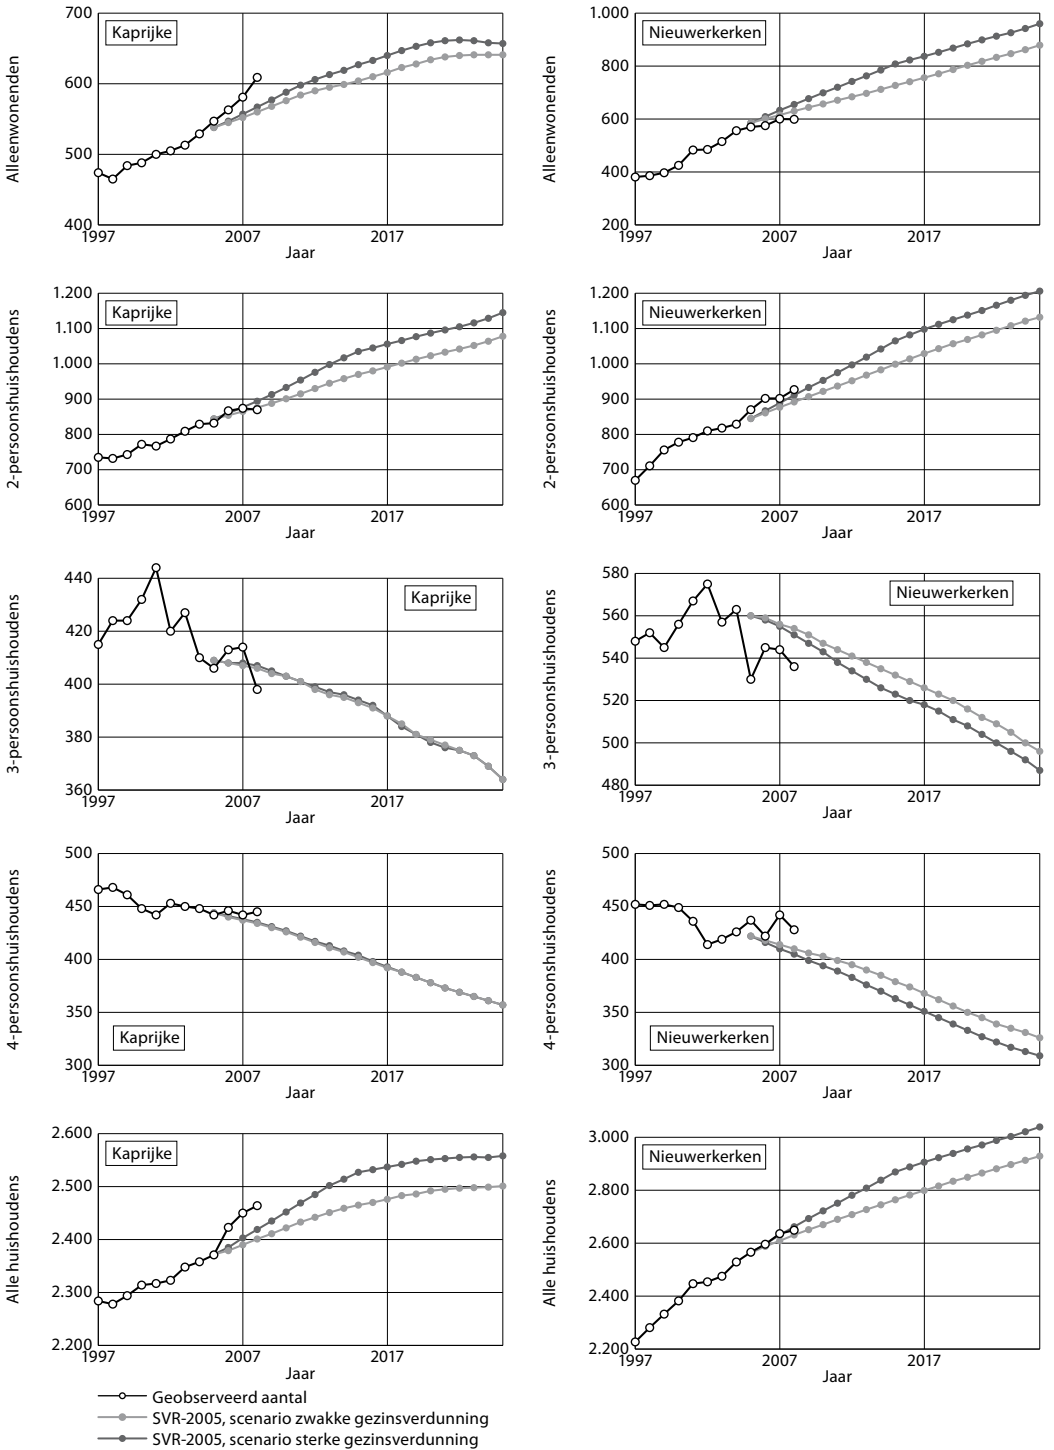 Alleenwonenden
700
600
500
400
Kaprijke
1997
2007
2017
Jaar
Alleenwonenden
1.000
800
600
400
200
Nieuwerkerken
1997
2007
2017
Jaar
2-persoonshuishoudens
1.200
1.100
1.000
900
800
700
600
Kaprijke
1997
2007
2017
Jaar
2-persoonshuishoudens
1.200
1.100
1.000
900
800
700
600
Nieuwerkerken
1997
2007
2017
Jaar
3-persoonshuishoudens
440
420
400
380
360
Kaprijke
1997
2007
2017
Jaar
3-persoonshuishoudens
580
560
540
520
500
480
Nieuwerkerken
1997
2007
2017
Jaar
4-persoonshuishoudens
500
450
400
350
300
Kaprijke
1997
2007
2017
Jaar
4-persoonshuishoudens
500
450
400
350
300
Nieuwerkerken
1997
2007
2017
Jaar
Alle huishoudens
2.600
2.500
2.400
2.300
2.200
Kaprijke
1997
2007
2017
Jaar
Alle huishoudens
3.000
2.800
2.600
2.400
2.200
Nieuwerkerken
1997
2007
2017
Jaar
Geobserveerd aantal
SVR-2005, scenario zwakke gezinsverdunning
SVR-2005, scenario sterke gezinsverdunning